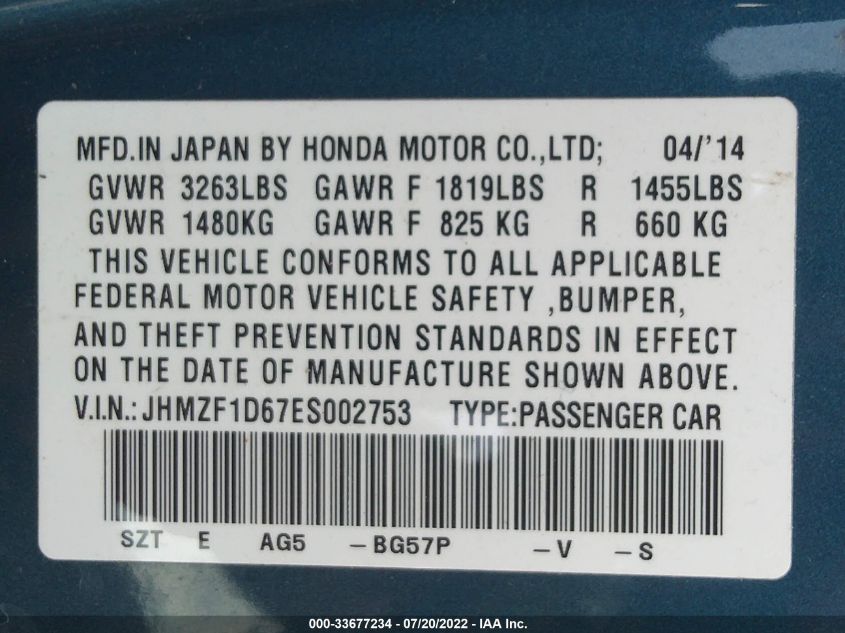 MFD.IN JAPAN BY HONDA MOTOR CO.,LTD; 04/'14
GVWR 3263LBS GAWR F 1819LBS R 1455LBS
GVWR 1480KG GAWR F 825 KG R 660 KG
THIS VEHICLE CONFORMS TO ALL APPLICABLE
FEDERAL MOTOR VEHICLE SAFETY ,BUMPER,
AND THEFT PREVENTION STANDARDS IN EFFECT
ON THE DATE OF MANUFACTURE SHOWN ABOVE.
V.I.N.: JHMZF1D67ES002753 TYPE:PASSENGER CAR
SZT E AG5 -BG57P -V -S
000-33677234 - 07/20/2022 - IAA Inc.